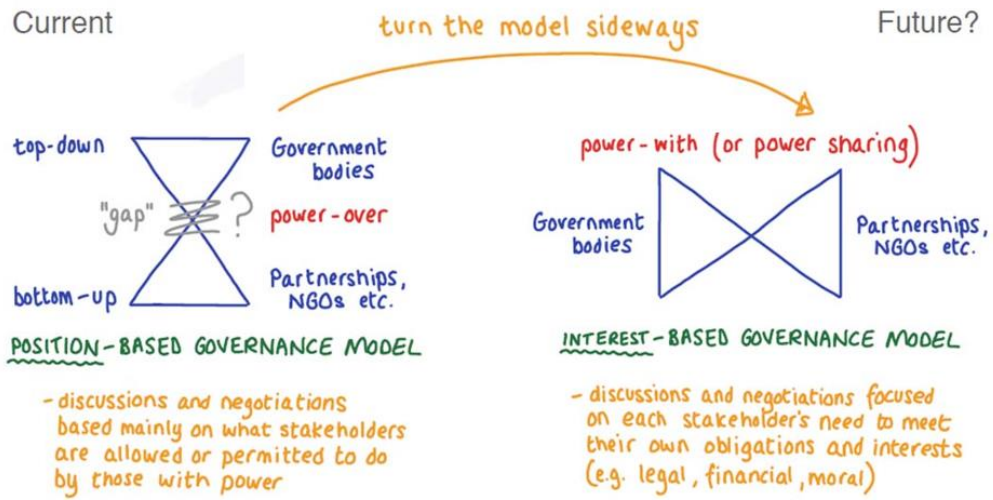 Current
turn the model sideways
Future?
top-down
Government
bodies
"gap"
?
power-over
bottom-up
Partnerships,
NGOs etc.
POSITION-BASED GOVERNANCE MODEL
- discussions and negotiations
based mainly on what stakeholders
are allowed or permitted to do
by those with power
power-with (or power sharing)
Government
bodies
Partnerships,
NGOs etc.
INTEREST-BASED GOVERNANCE MODEL
- discussions and negotiations focused
on each stakeholder's need to meet
their own obligations and interests
(e.g. legal, financial, moral)